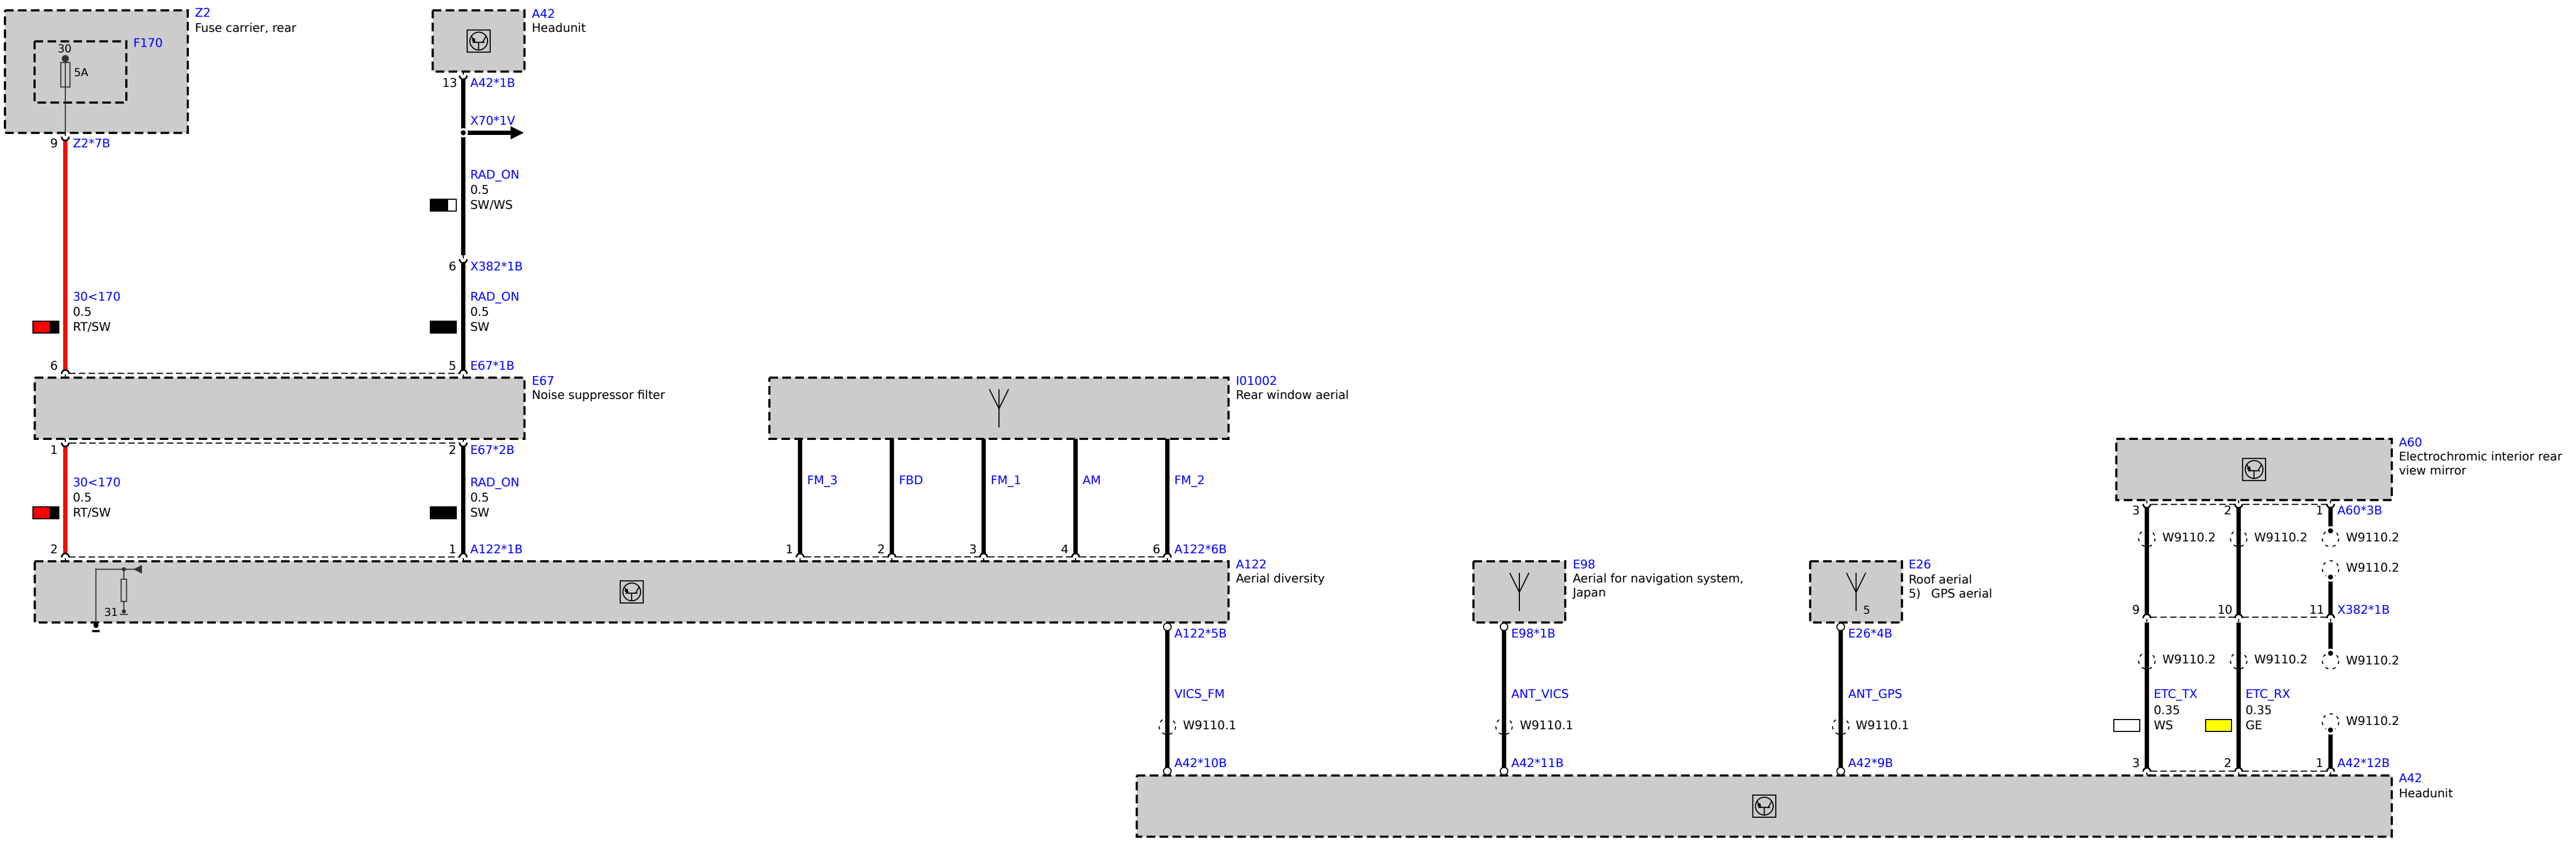 Z2
Fuse carrier, rear
F170
30
5A
9
Z2*7B
30<170
0.5
RT/SW
6
A42
Headunit
13
A42*1B
X70*1V
RAD_ON
0.5
SW/WS
6
X382*1B
RAD_ON
0.5
SW
5
E67*1B
E67
Noise suppressor filter
1
2
E67*2B
30<170
0.5
RT/SW
RAD_ON
0.5
SW
2
1
A122*1B
I01002
Rear window aerial
FM_3
FBD
FM_1
AM
FM_2
1
2
3
4
6
A122*6B
A122
Aerial diversity
31
A122*5B
VICS_FM
W9110.1
A42*10B
E98
Aerial for navigation system,
Japan
E98*1B
ANT_VICS
W9110.1
A42*11B
E26
Roof aerial
5) GPS aerial
5
E26*4B
ANT_GPS
W9110.1
A42*9B
A60
Electrochromic interior rear
view mirror
3
2
1
A60*3B
W9110.2
W9110.2
W9110.2
W9110.2
9
10
11
X382*1B
W9110.2
W9110.2
W9110.2
ETC_TX
0.35
WS
ETC_RX
0.35
GE
W9110.2
3
2
1
A42*12B
A42
Headunit